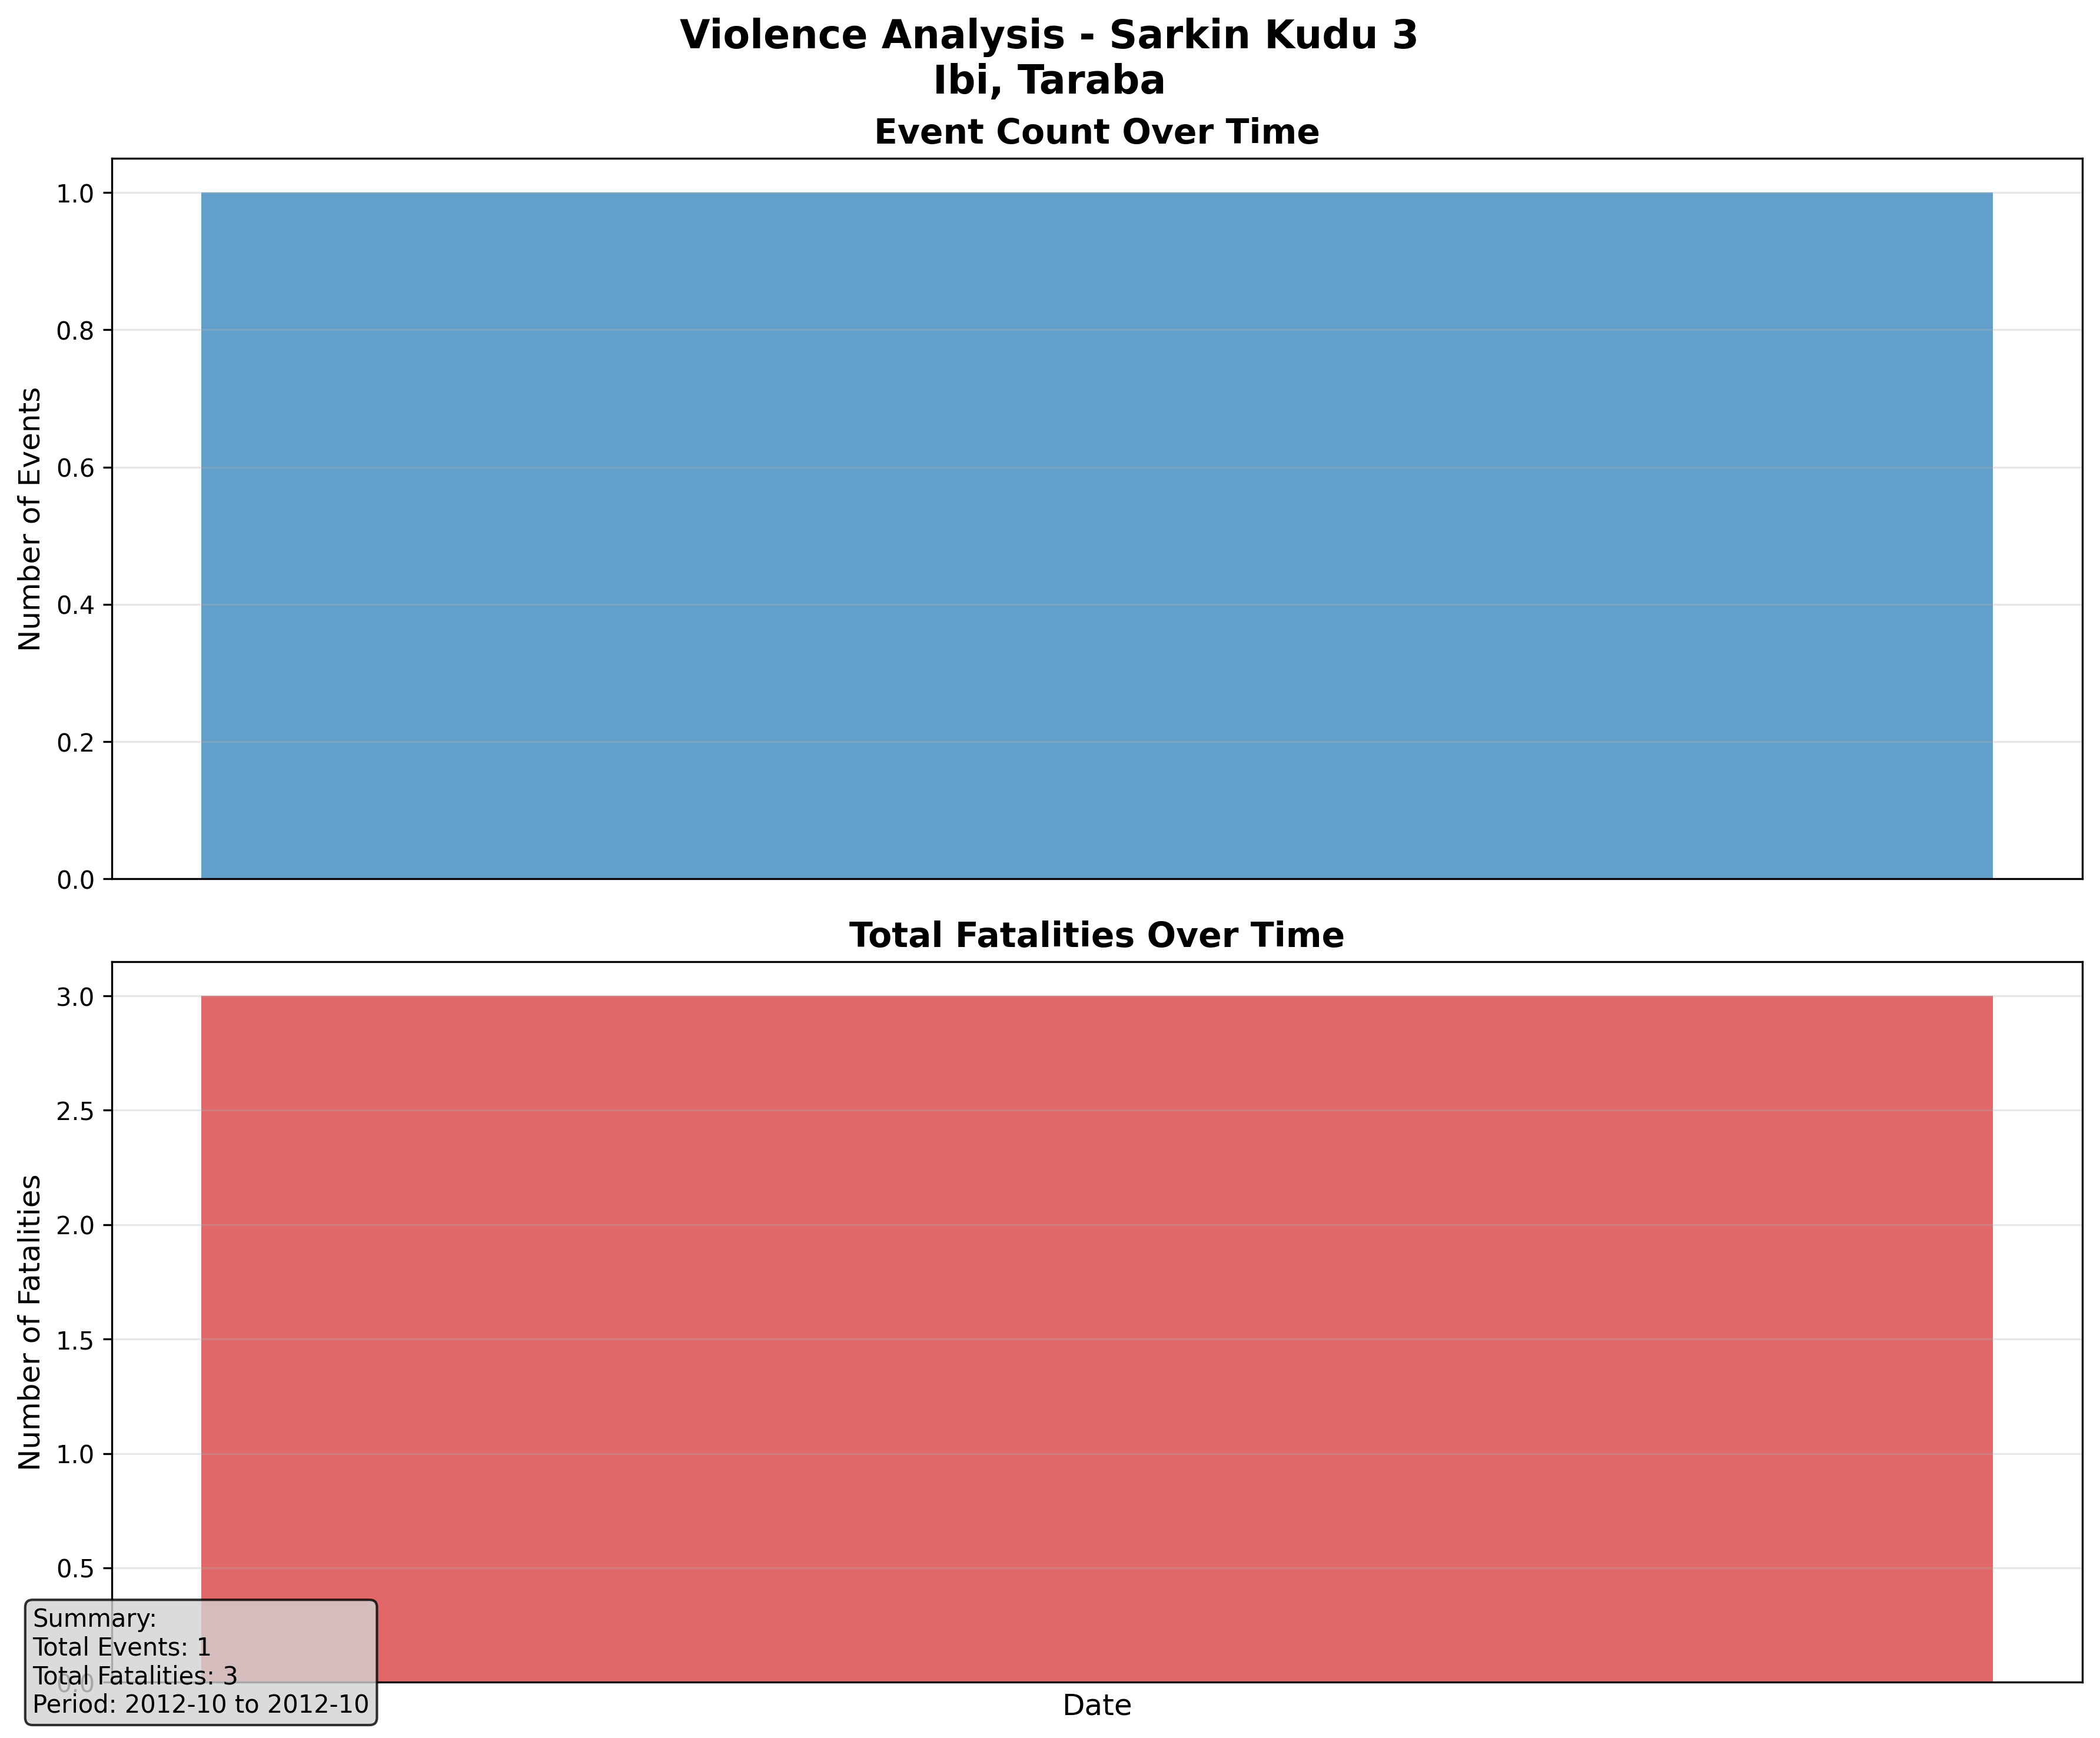 Violence Analysis - Sarkin Kudu 3
Ibi, Taraba
Event Count Over Time
Number of Events
1.0
0.8
0.6
0.4
0.2
0.0
Total Fatalities Over Time
Number of Fatalities
3.0
2.5
2.0
1.5
1.0
0.5
0.0
Summary:
Total Events: 1
Total Fatalities: 3
Period: 2012-10 to 2012-10
Date